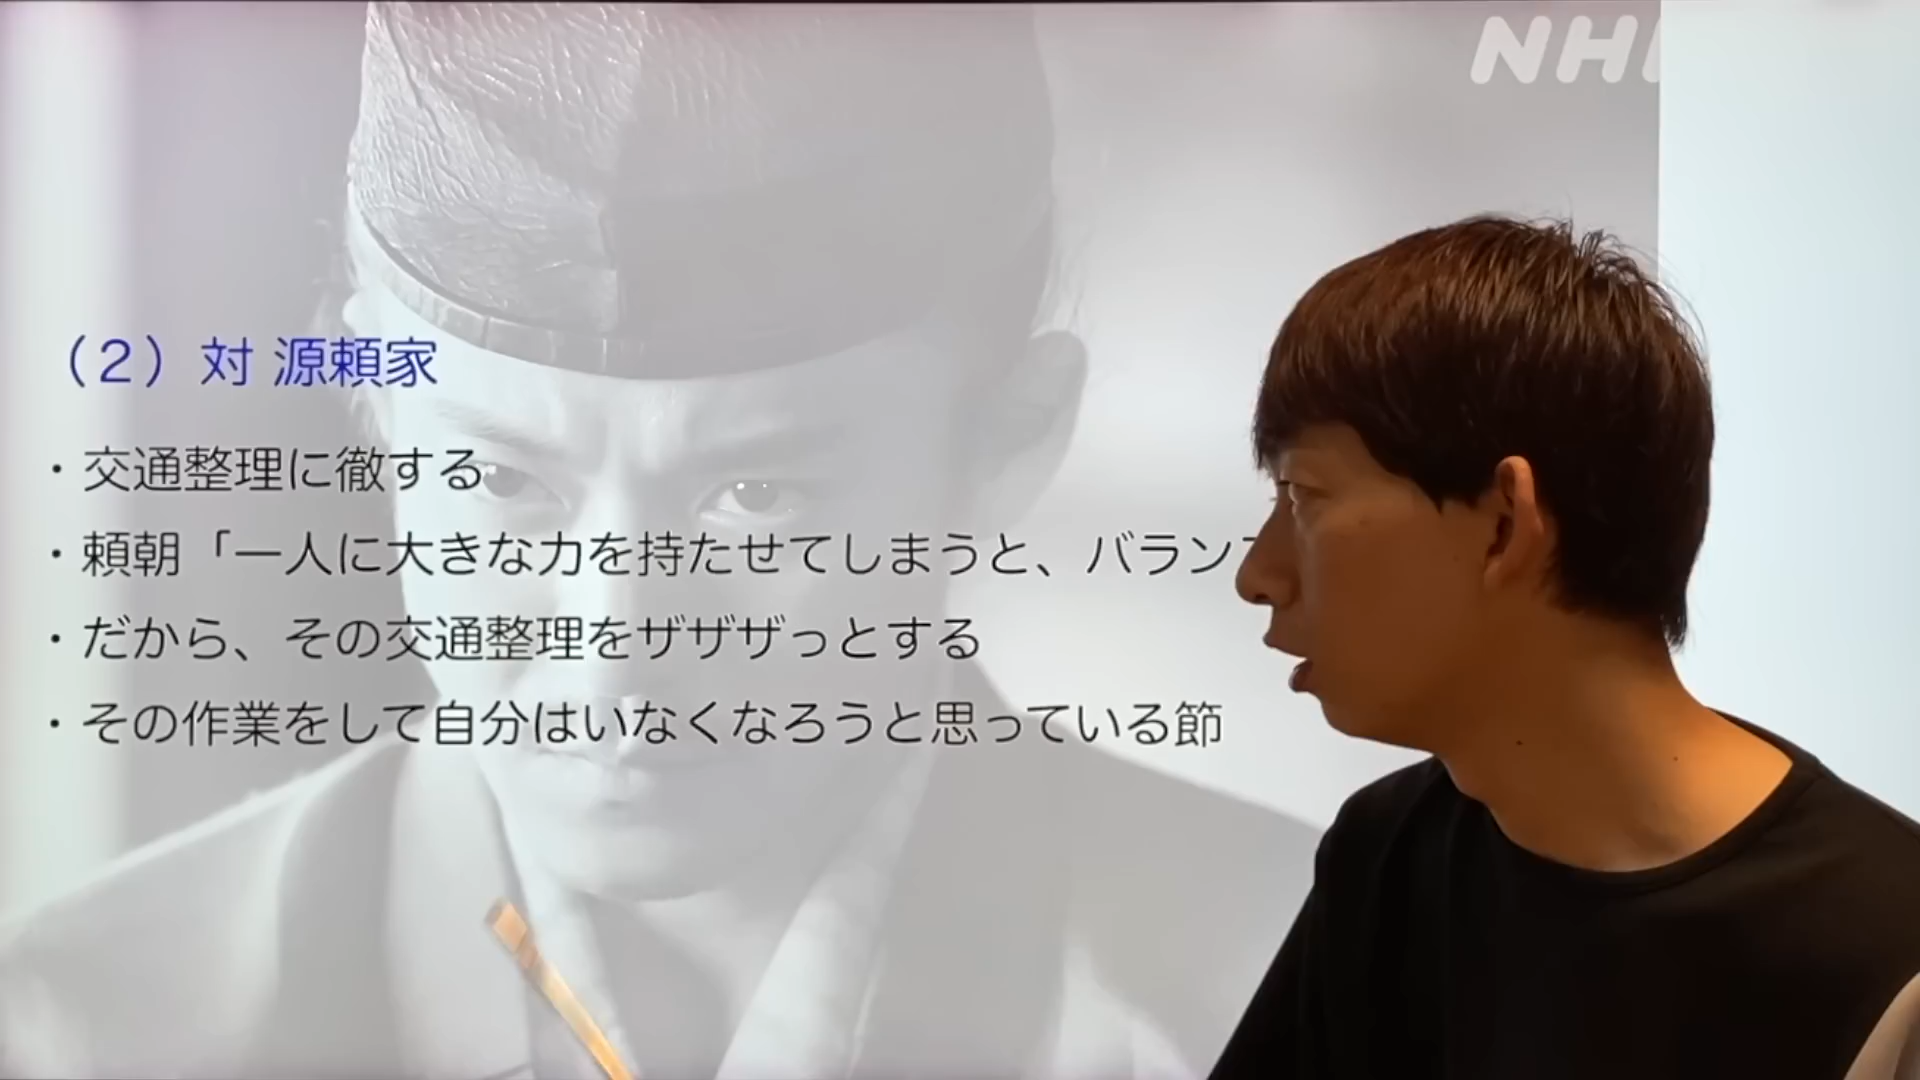 NH
（2）対 源頼家
・交通整理に徹する
・頼朝「一人に大きな力を持たせてしまうと、バラン
・だから、その交通整理をザザザっとする
・その作業をして自分はいなくなろうと思っている節